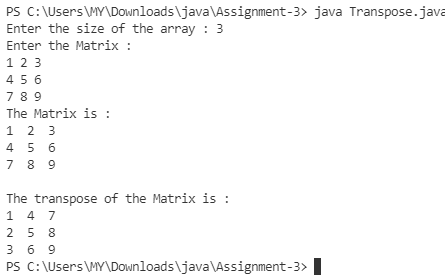 PS C:\Users\MY\Downloads\java\Assignment-3> java Transpose.java
Enter the size of the array : 3
Enter the Matrix :
1 2 3
4 5 6
7 8 9
The Matrix is :
1  2  3
4  5  6
7  8  9

The transpose of the Matrix is :
1  4  7
2  5  8
3  6  9
PS C:\Users\MY\Downloads\java\Assignment-3>